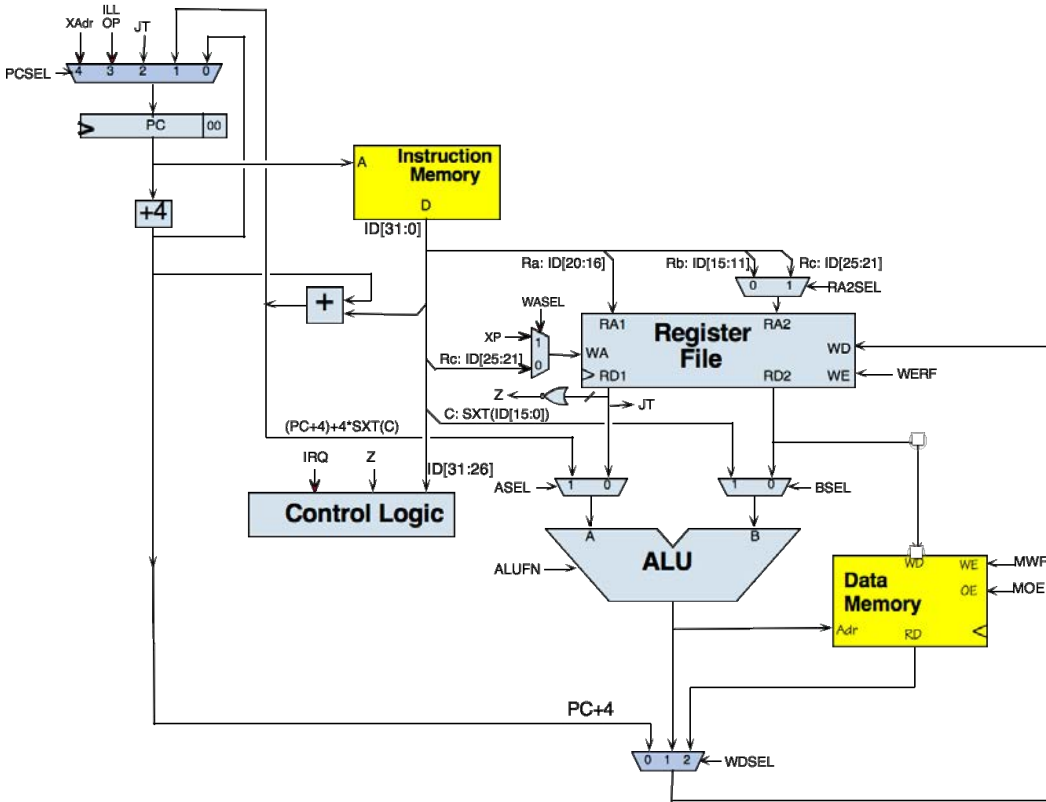 XAdr
ILL
OP
JT
PCSEL
4 3 2 1 0
PC
00
+4
A
Instruction
Memory
D
ID[31:0]
Ra: ID[20:16]
Rb: ID[15:11]
Rc: ID[25:21]
0 1
RA2SEL
+
WASEL
XP
1
0
Rc: ID[25:21]
RA1
RA2
Register
File
WA
WD
RD1
RD2
WE
WERF
Z
JT
C: SXT(ID[15:0])
(PC+4)+4*SXT(C)
IRQ
Z
ID[31:26]
Control Logic
ASEL
1 0
1 0
BSEL
A
B
ALU
ALUFN
WD
WE
MWF
OE
MOE
Data
Memory
Adr
RD
PC+4
0 1 2
WDSEL